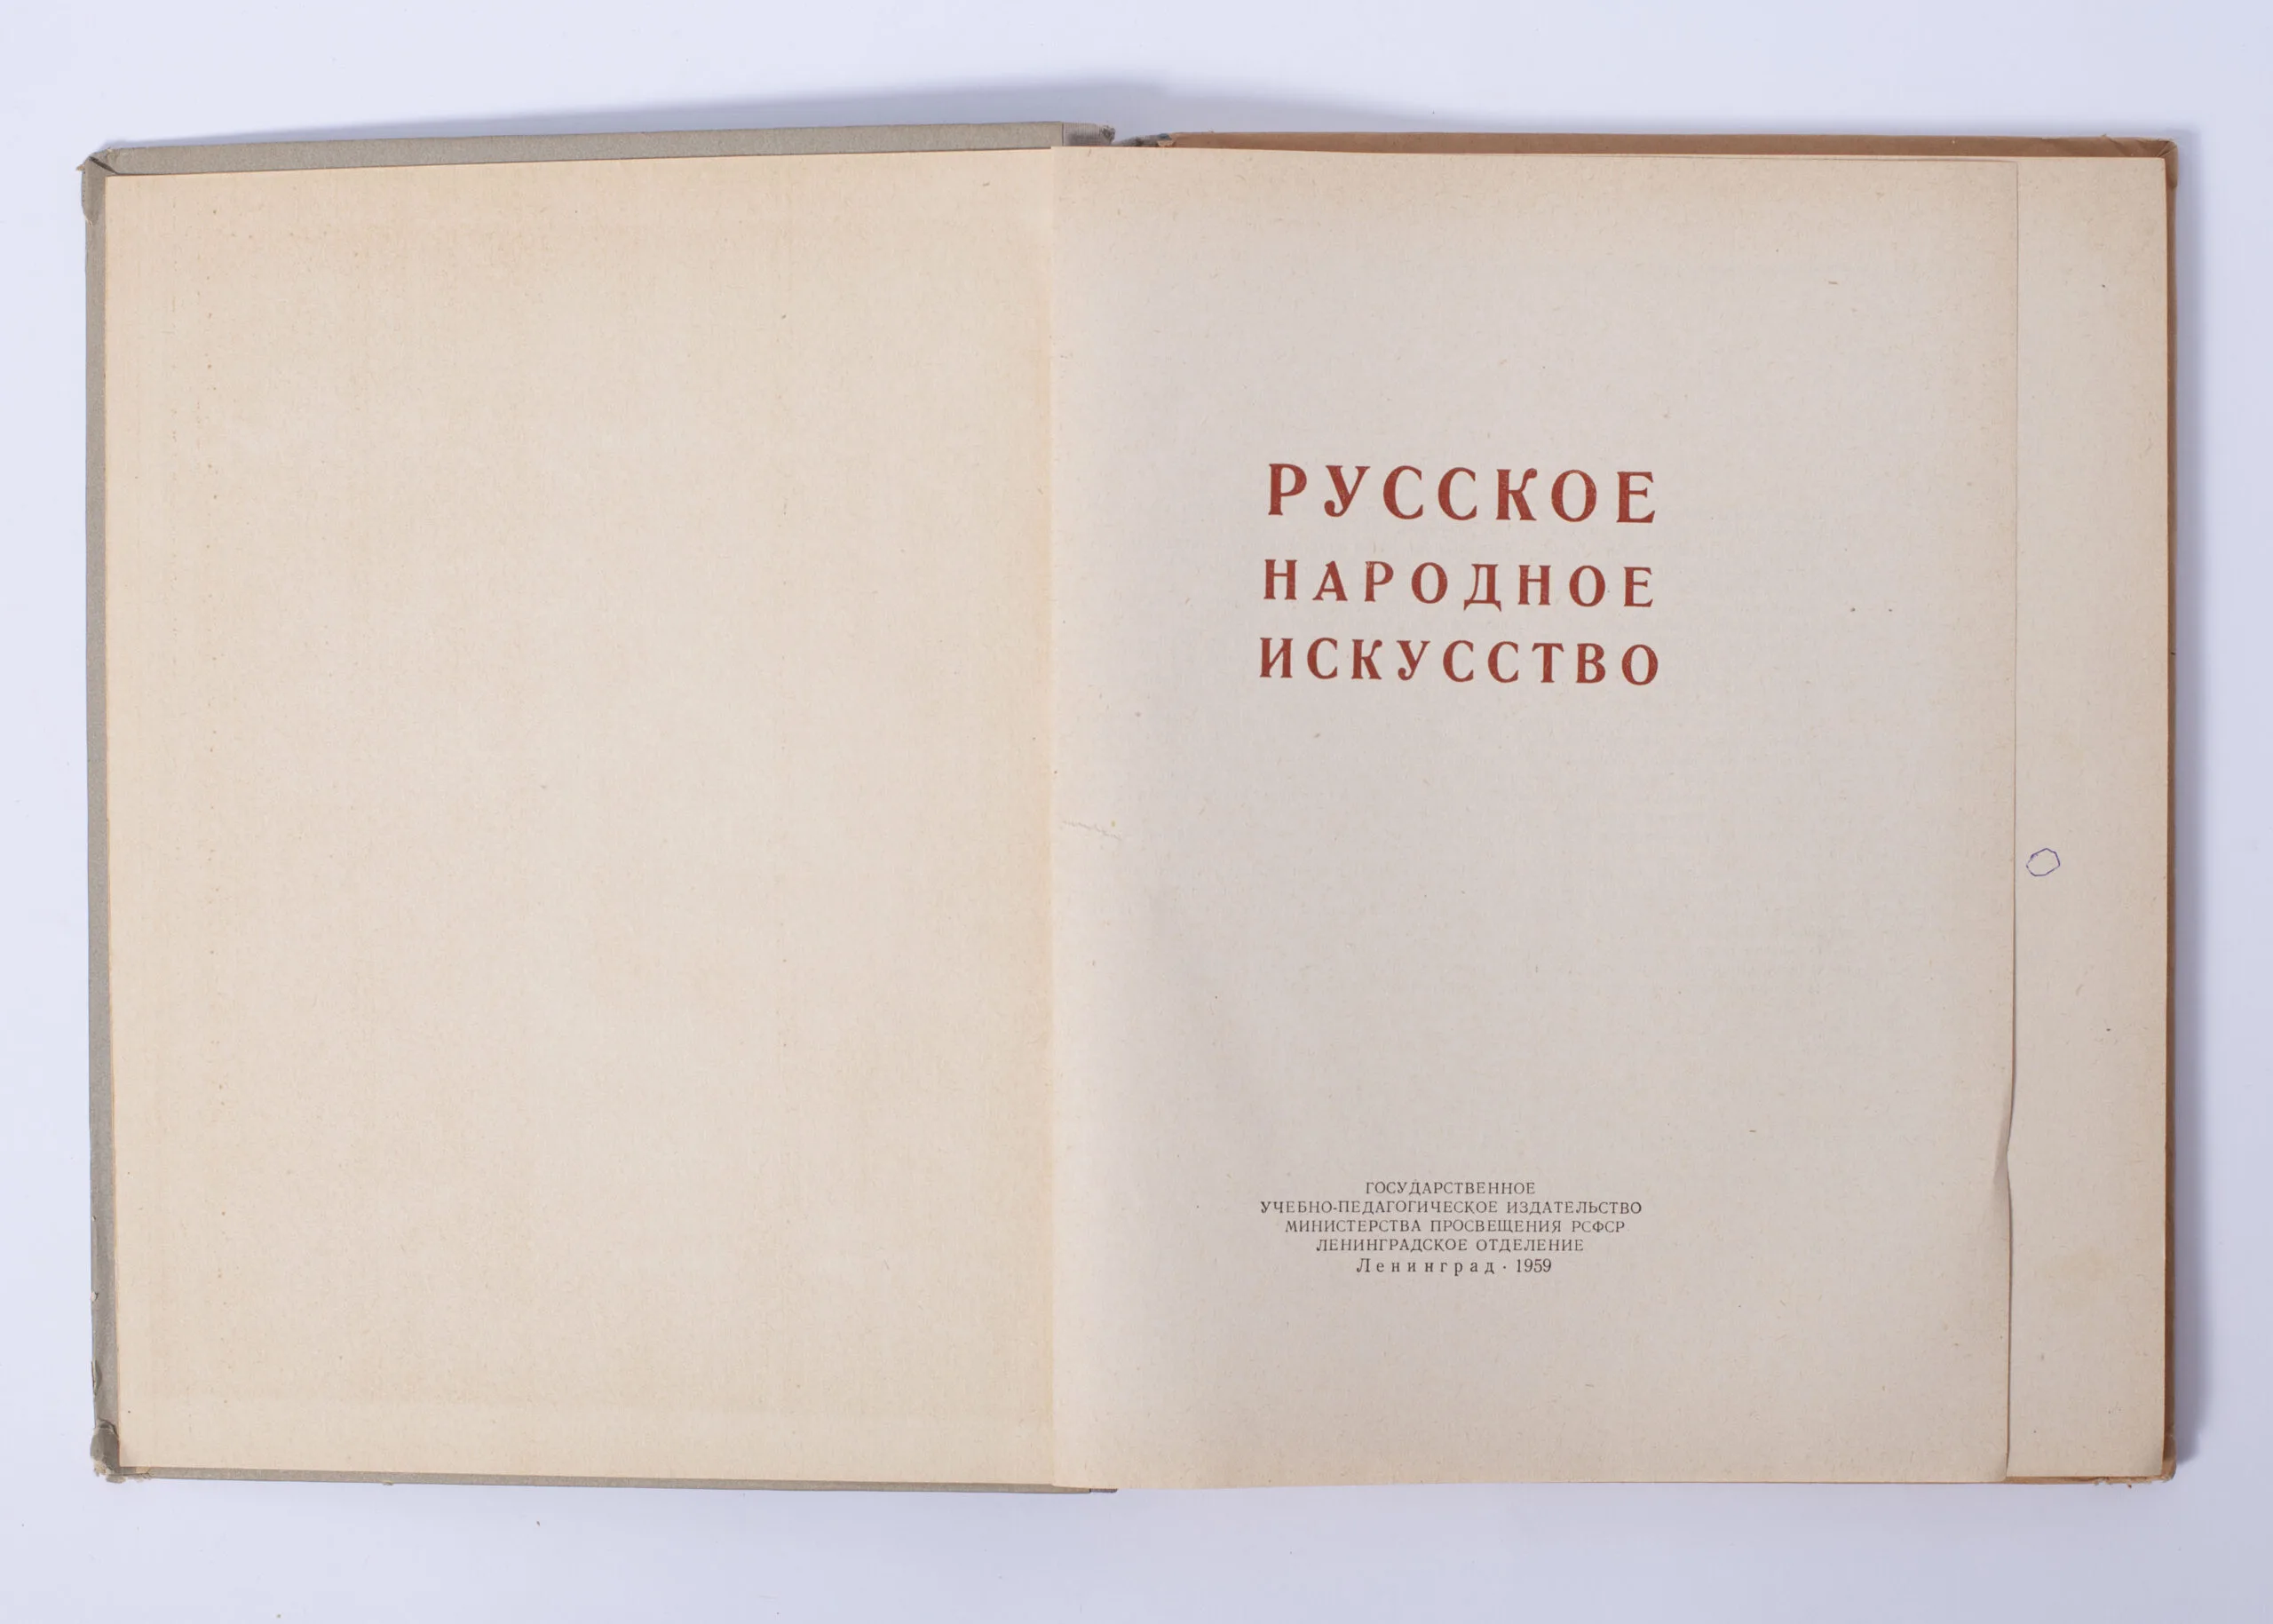 РУССКОЕ
НАРОДНОЕ
ИСКУССТВО
ГОСУДАРСТВЕННОЕ
УЧЕБНО-ПЕДАГОГИЧЕСКОЕ ИЗДАТЕЛЬСТВО
МИНИСТЕРСТВА ПРОСВЕЩЕНИЯ РСФСР
ЛЕНИНГРАДСКОЕ ОТДЕЛЕНИЕ
Ленинград · 1959